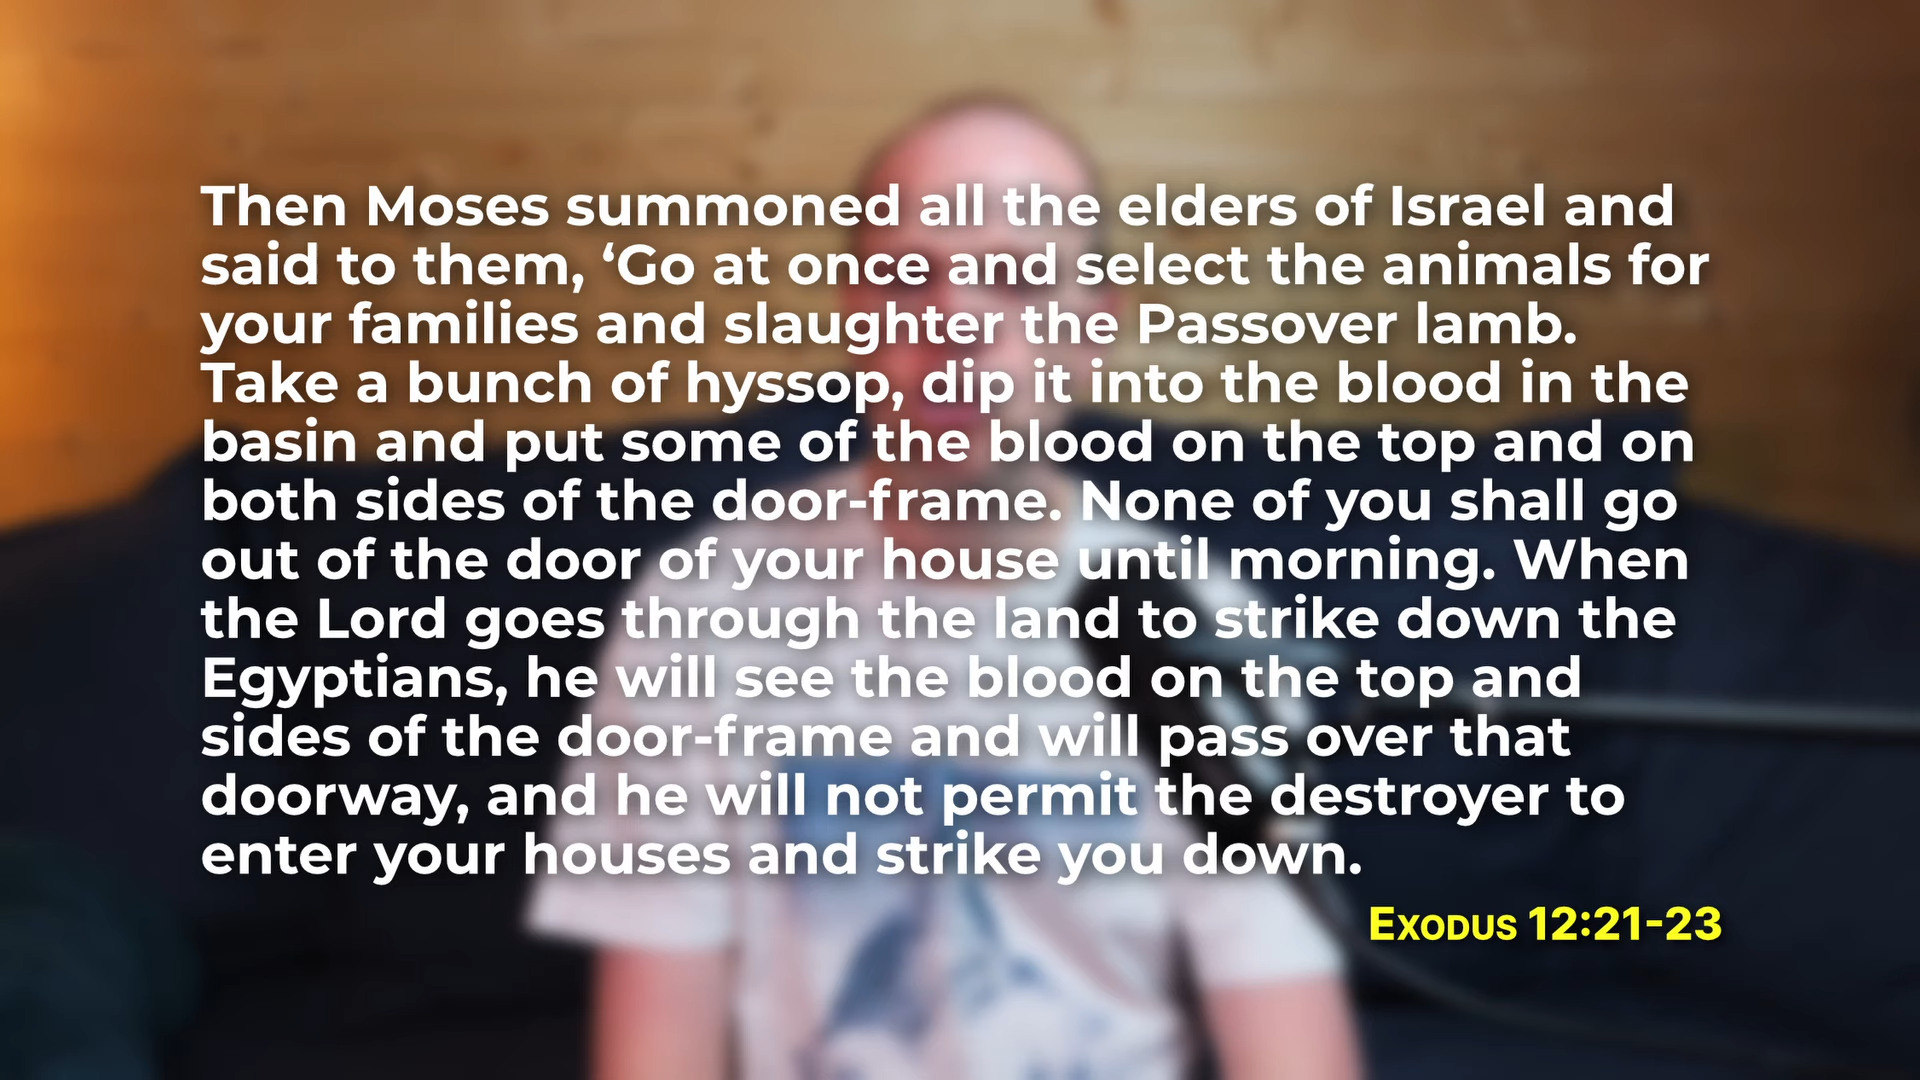 Then Moses summoned all the elders of Israel and
said to them, ‘Go at once and select the animals for
your families and slaughter the Passover lamb.
Take a bunch of hyssop, dip it into the blood in the
basin and put some of the blood on the top and on
both sides of the door-frame. None of you shall go
out of the door of your house until morning. When
the Lord goes through the land to strike down the
Egyptians, he will see the blood on the top and
sides of the door-frame and will pass over that
doorway, and he will not permit the destroyer to
enter your houses and strike you down.
Exodus 12:21-23